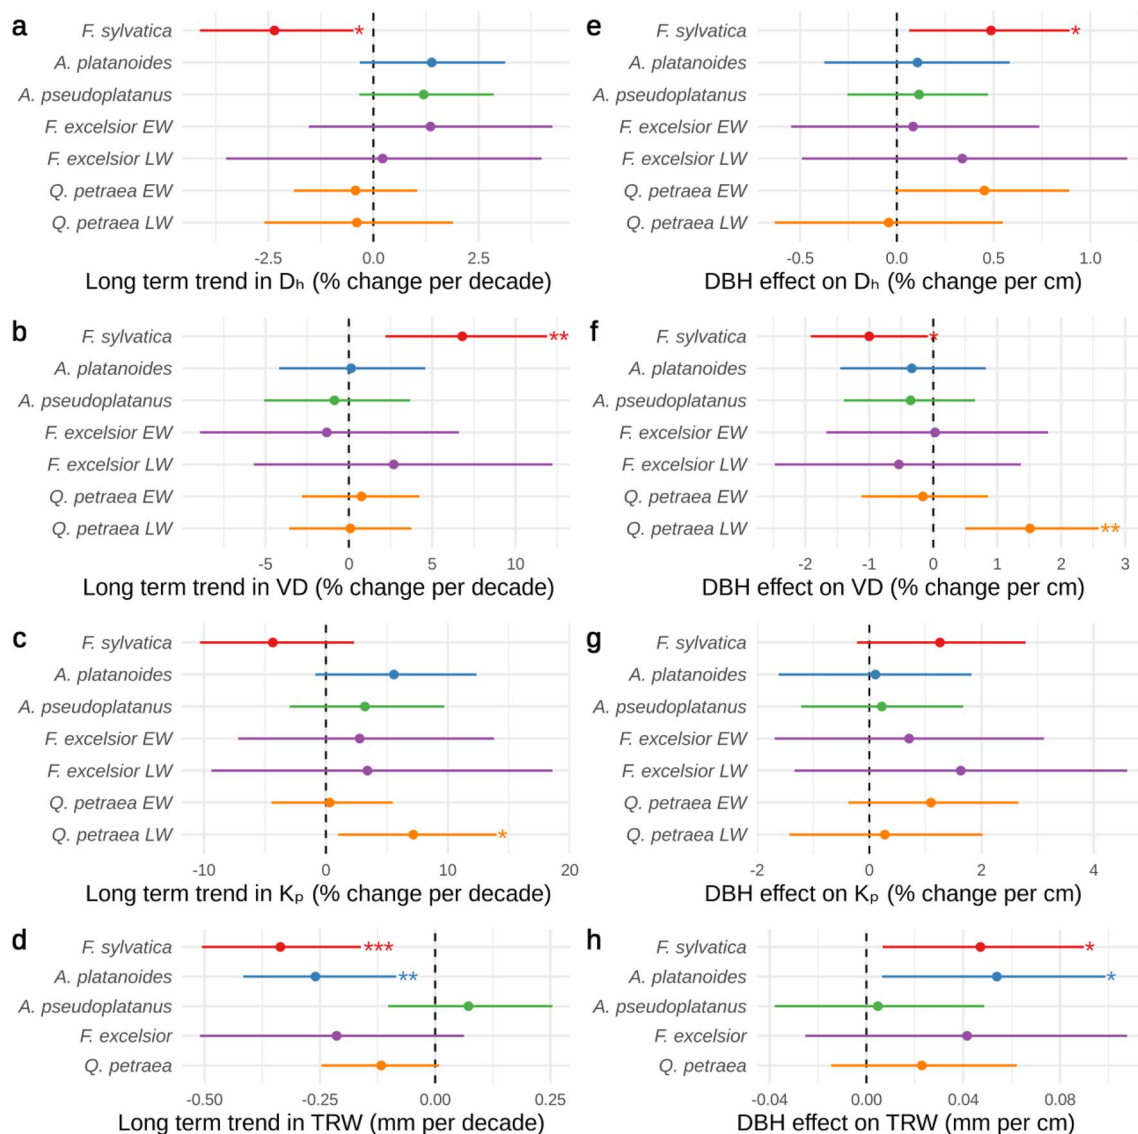 a
F. sylvatica
*
A. platanoides
A. pseudoplatanus
F. excelsior EW
F. excelsior LW
Q. petraea EW
Q. petraea LW
-2.5 0.0 2.5
Long term trend in Dₕ (% change per decade)
e
F. sylvatica
*
A. platanoides
A. pseudoplatanus
F. excelsior EW
F. excelsior LW
Q. petraea EW
Q. petraea LW
-0.5 0.0 0.5 1.0
DBH effect on Dₕ (% change per cm)
b
F. sylvatica
**
A. platanoides
A. pseudoplatanus
F. excelsior EW
F. excelsior LW
Q. petraea EW
Q. petraea LW
-5 0 5 10
Long term trend in VD (% change per decade)
f
F. sylvatica
*
A. platanoides
A. pseudoplatanus
F. excelsior EW
F. excelsior LW
Q. petraea EW
Q. petraea LW
**
-2 -1 0 1 2 3
DBH effect on VD (% change per cm)
c
F. sylvatica
A. platanoides
A. pseudoplatanus
F. excelsior EW
F. excelsior LW
Q. petraea EW
Q. petraea LW
*
-10 0 10 20
Long term trend in Kₚ (% change per decade)
g
F. sylvatica
A. platanoides
A. pseudoplatanus
F. excelsior EW
F. excelsior LW
Q. petraea EW
Q. petraea LW
-2 0 2 4
DBH effect on Kₚ (% change per cm)
d
F. sylvatica
***
A. platanoides
**
A. pseudoplatanus
F. excelsior
Q. petraea
-0.50 -0.25 0.00 0.25
Long term trend in TRW (mm per decade)
h
F. sylvatica
*
A. platanoides
*
A. pseudoplatanus
F. excelsior
Q. petraea
-0.04 0.00 0.04 0.08
DBH effect on TRW (mm per cm)